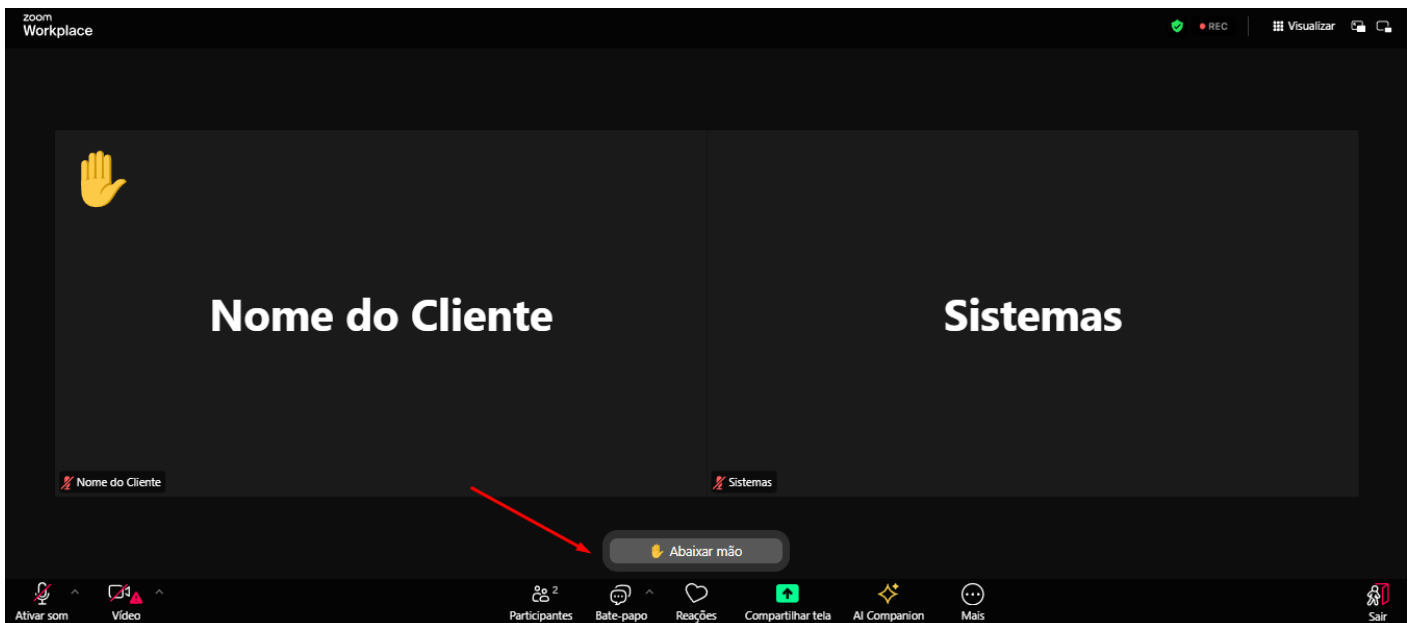 zoom
Workplace
REC
Visualizar
Nome do Cliente
Sistemas
Nome do Cliente
Sistemas
Abaixar mão
2
Ativar som
Vídeo
Participantes
Bate-papo
Reações
Compartilhar tela
AI Companion
Mais
Sair